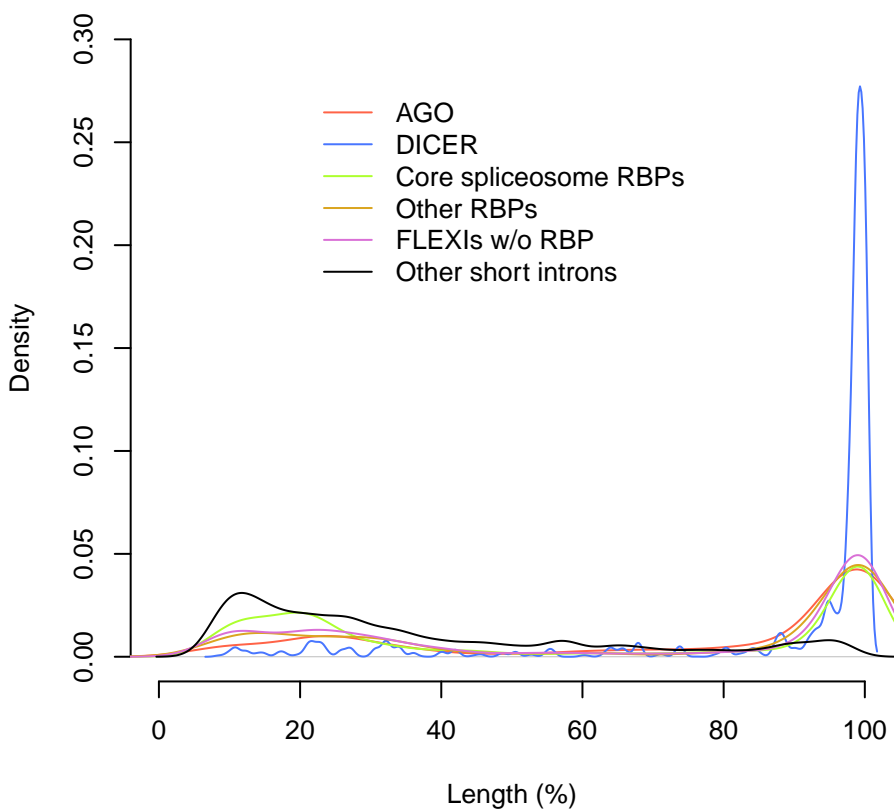 0.30
0.25
0.20
0.15
0.10
0.05
0.00
Density
AGO
DICER
Core spliceosome RBPs
Other RBPs
FLEXIs w/o RBP
Other short introns
0 20 40 60 80 100
Length (%)